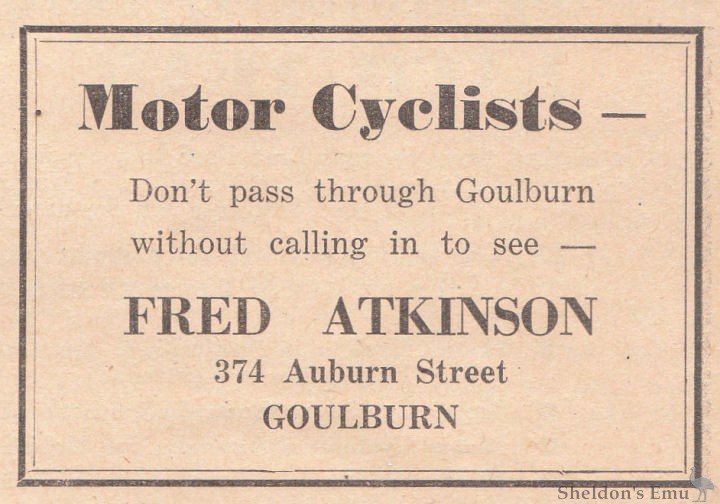 Motor Cyclists —
Don't pass through Goulburn
without calling in to see —
FRED ATKINSON
374 Auburn Street
GOULBURN
Sheldon's Emu